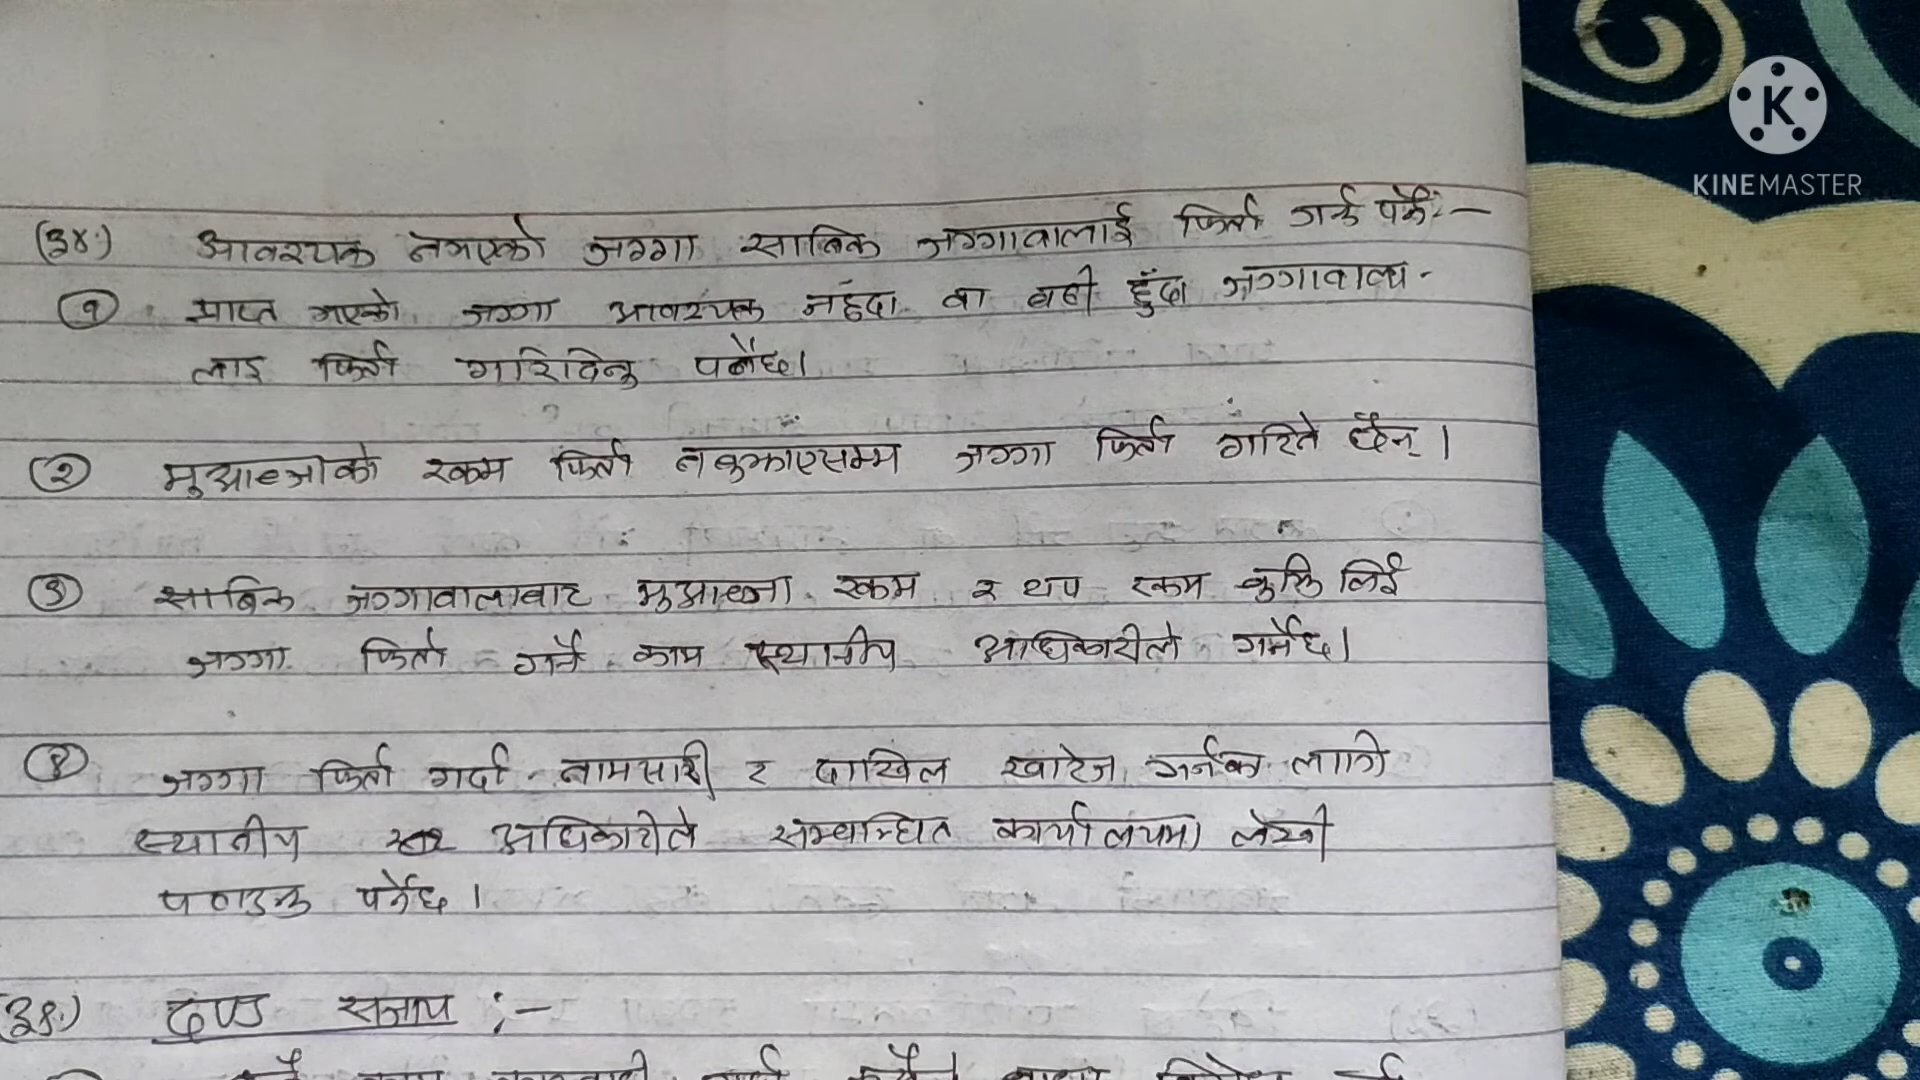 KINEMASTER
(३४.) आवश्यक नभएको जग्गा साबिक जग्गावालाई फिर्ता गर्नु पर्ने:-
(१) प्राप्त गएको जग्गा आवश्यक नहुँदा वा बढी हुँदा जग्गावाला-
लाइ फिर्ता गरिदिनु पर्नेछ।
(२) मुआब्जाको रकम फिर्ता नबुझाएसम्म जग्गा फिर्ता गरिने छैन।
(३) साबिक जग्गावालाबाट मुआब्जा रकम र थप रकम बुझि लिई
जग्गा फिर्ता गर्ने काम स्थानीय अधिकारीले गर्नेछ।
(४) जग्गा फिर्ता गर्दा नामसारी र दाखिल खारेज गर्नका लागि
स्थानीय अधिकारीले सम्बन्धित कार्यालयमा लेखी
पठाउनु पर्नेछ।
दण्ड सजाय :-